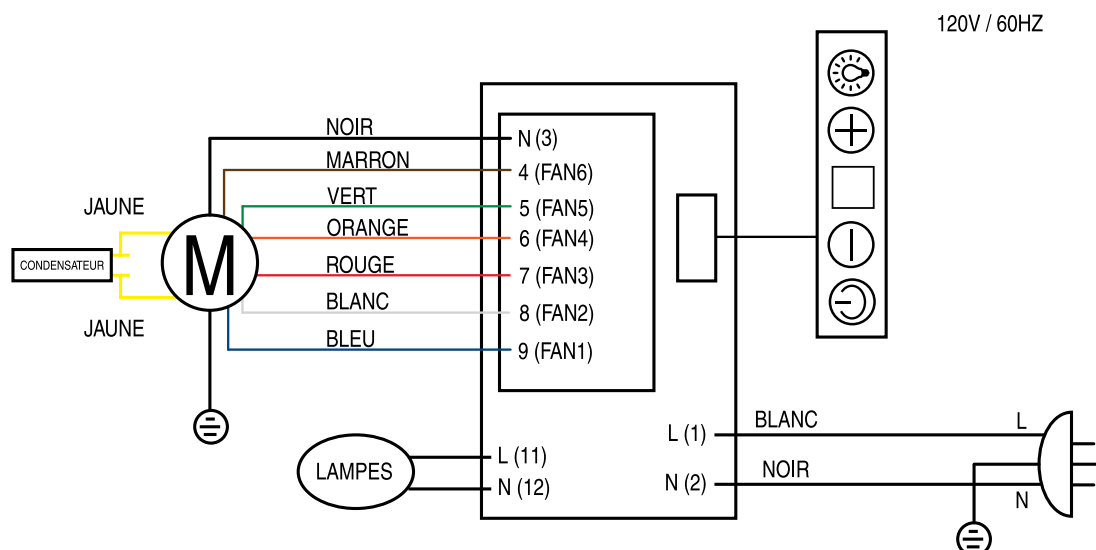 120V / 60HZ
NOIR
N (3)
MARRON
4 (FAN6)
VERT
5 (FAN5)
ORANGE
6 (FAN4)
ROUGE
7 (FAN3)
BLANC
8 (FAN2)
BLEU
9 (FAN1)
JAUNE
CONDENSATEUR
M
JAUNE
LAMPES
L (11)
N (12)
L (1)
BLANC
L
N (2)
NOIR
N